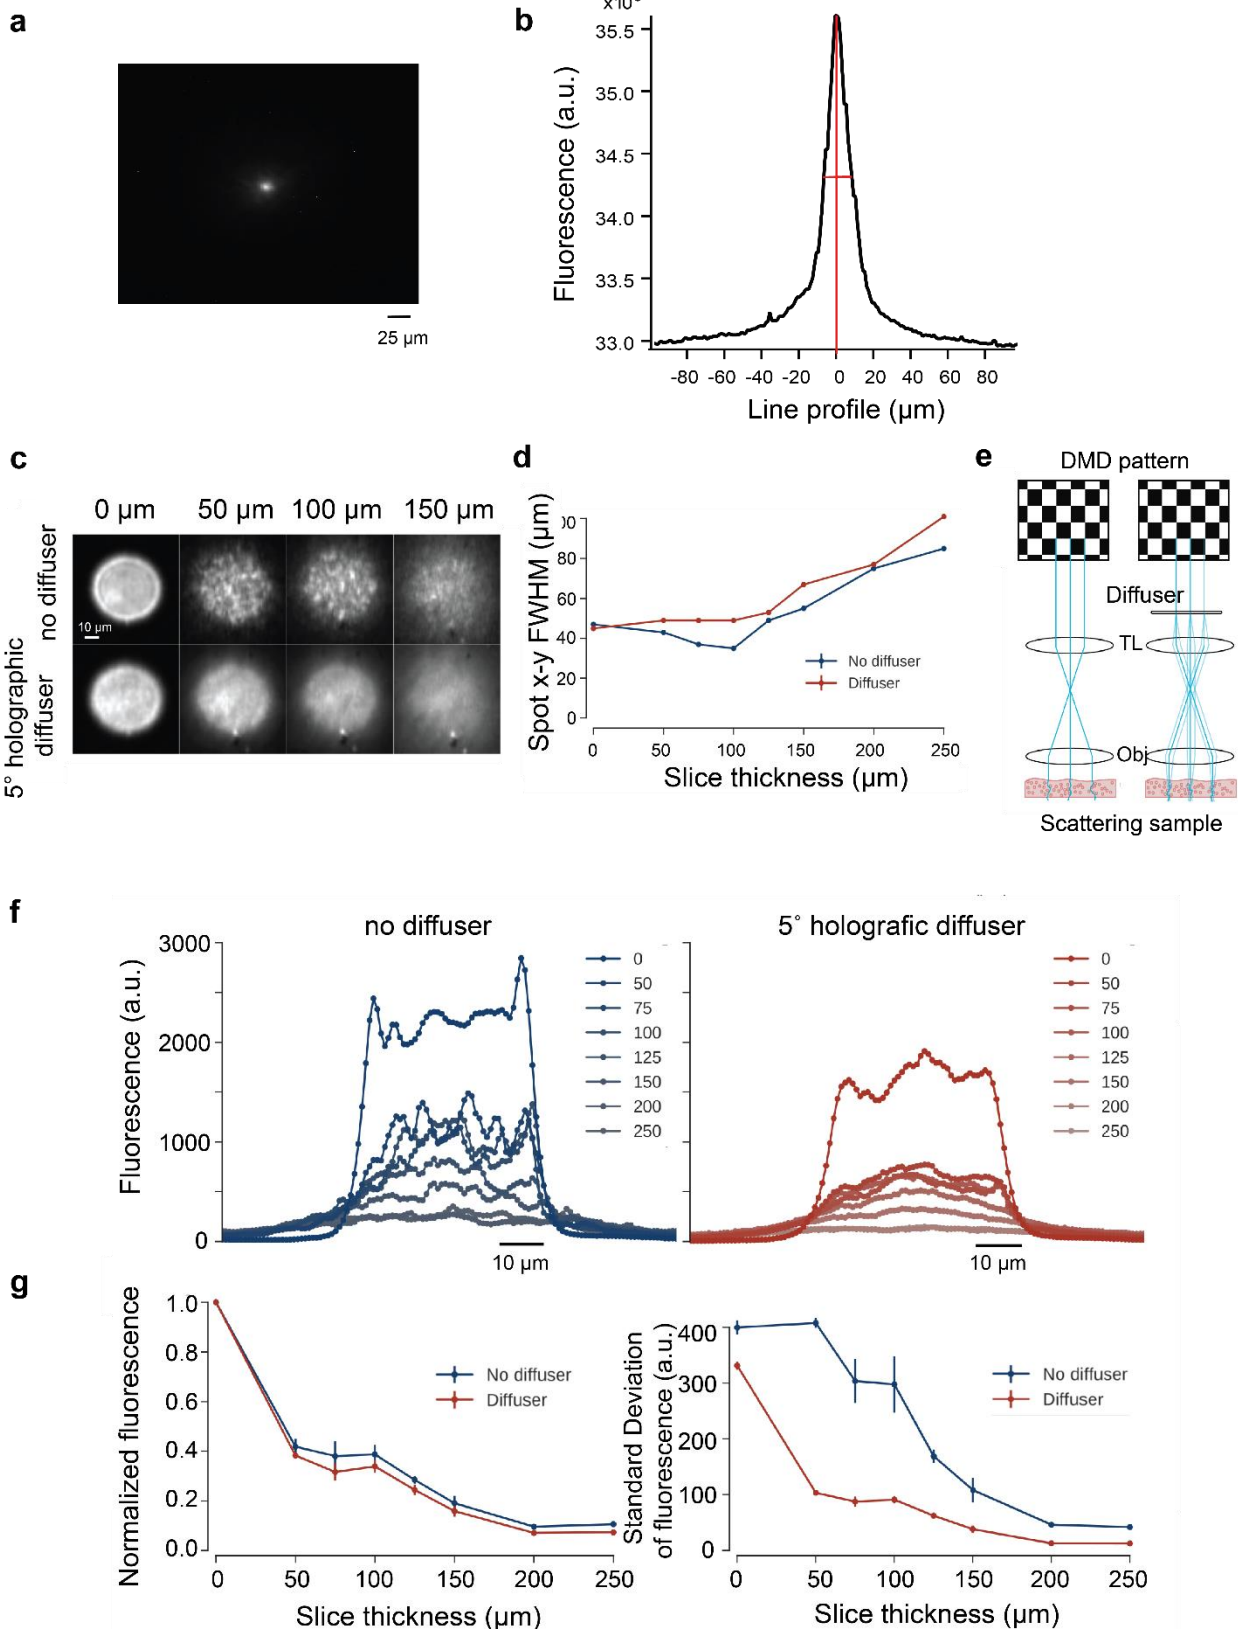 a
25 µm
b
35.5
35.0
34.5
34.0
33.5
33.0
Fluorescence (a.u.)
-80 -60 -40 -20 0 20 40 60 80
Line profile (µm)
c
0 µm 50 µm 100 µm 150 µm
no diffuser
10 µm
5° holographic
diffuser
d
Spot x-y FWHM (µm)
80
60
40
20
0
No diffuser
Diffuser
0 50 100 150 200 250
Slice thickness (µm)
e
DMD pattern
Diffuser
TL
Obj
Scattering sample
f
no diffuser
3000
2000
1000
0
Fluorescence (a.u.)
0
50
75
100
125
150
200
250
10 µm
5° holografic diffuser
0
50
75
100
125
150
200
250
10 µm
g
Normalized fluorescence
1.0
0.8
0.6
0.4
0.2
0.0
No diffuser
Diffuser
0 50 100 150 200 250
Slice thickness (µm)
Standard Deviation
of fluorescence (a.u.)
400
300
200
100
0
No diffuser
Diffuser
0 50 100 150 200 250
Slice thickness (µm)